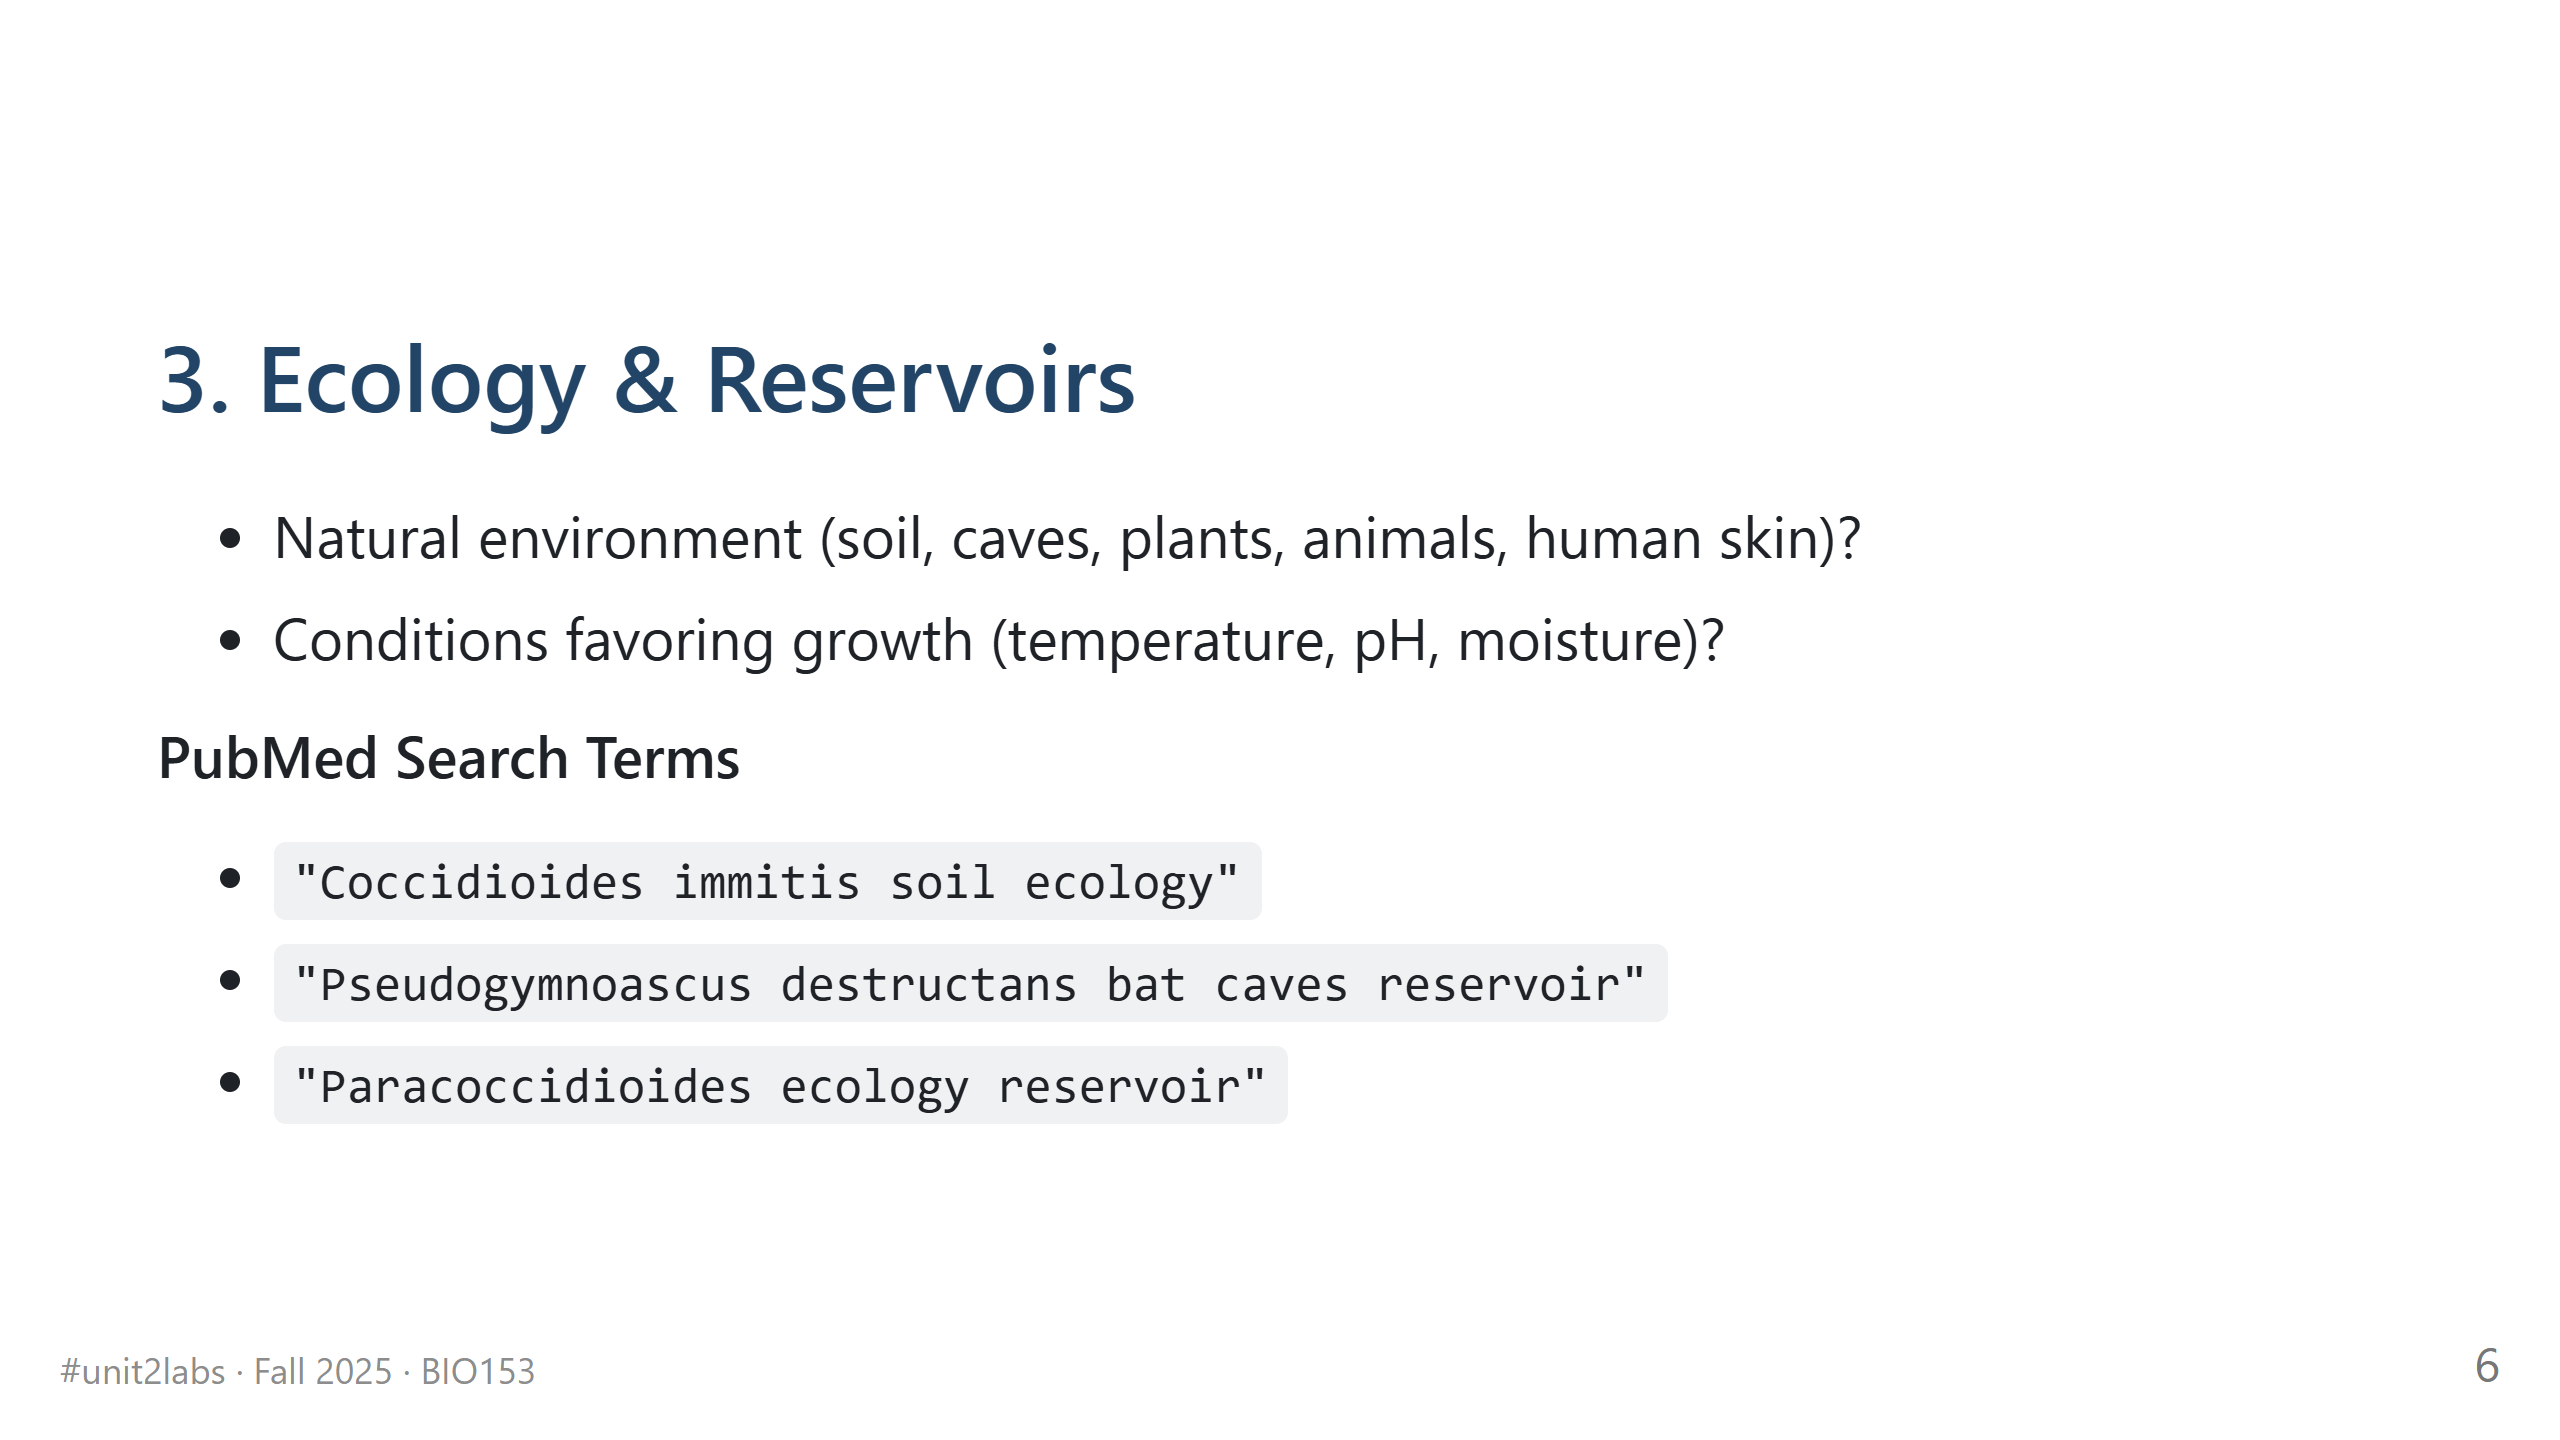 3. Ecology & Reservoirs
• Natural environment (soil, caves, plants, animals, human skin)?
• Conditions favoring growth (temperature, pH, moisture)?
PubMed Search Terms
• "Coccidioides immitis soil ecology"
• "Pseudogymnoascus destructans bat caves reservoir"
• "Paracoccidioides ecology reservoir"
#unit2labs · Fall 2025 · BIO153
6